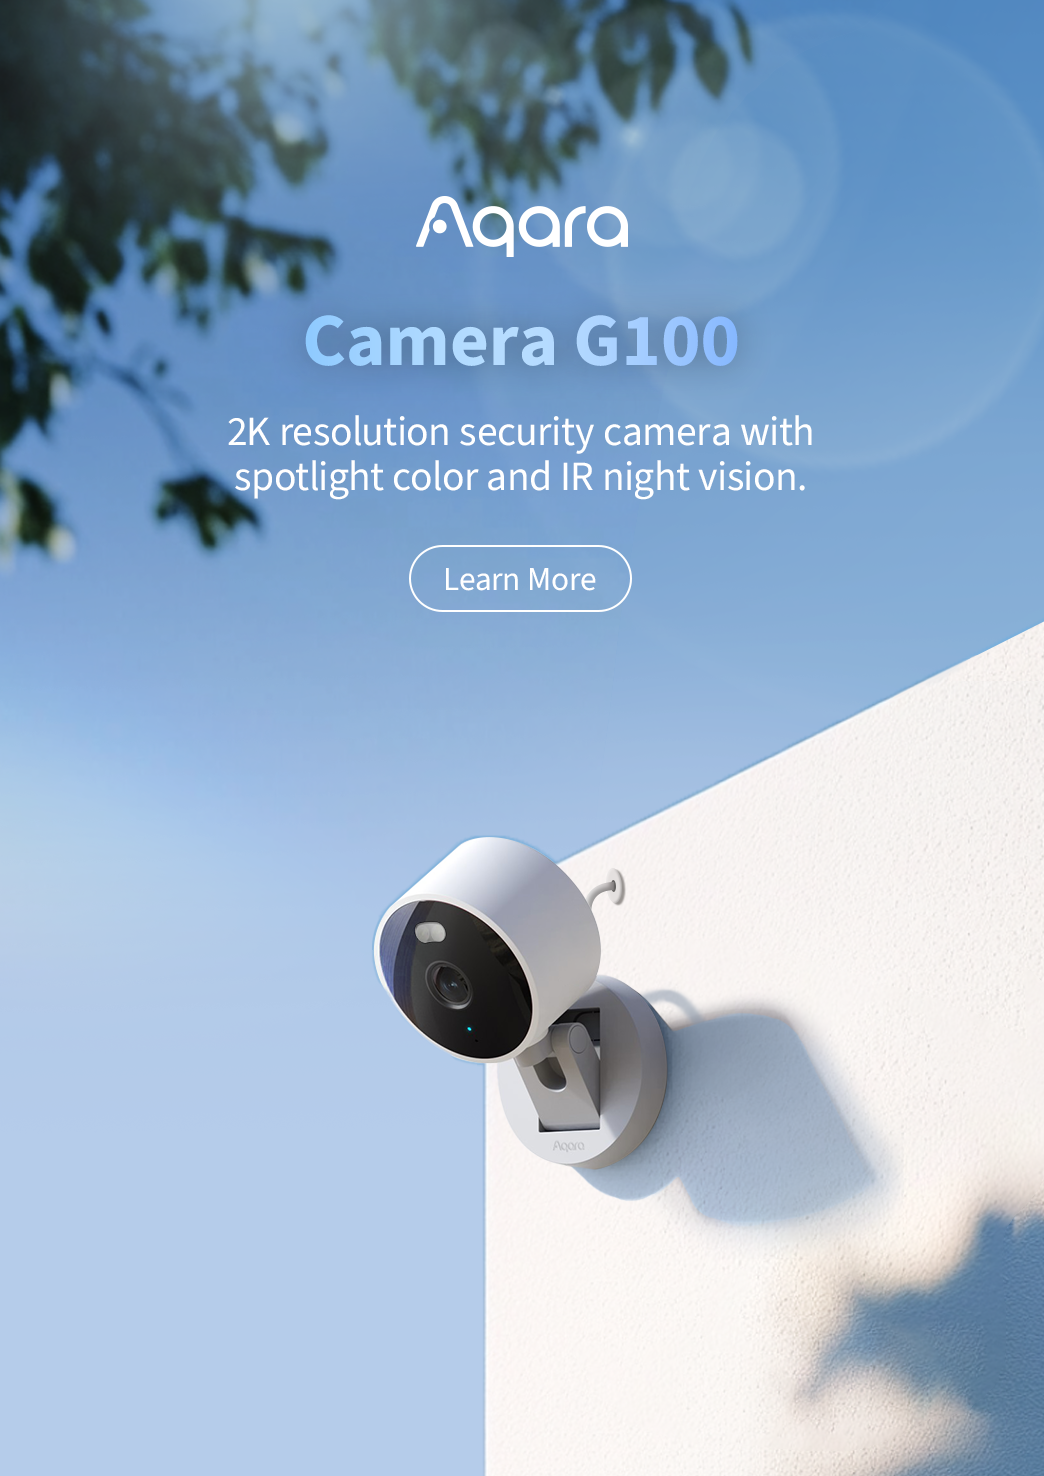 Aqara
Camera G100
2K resolution security camera with
spotlight color and IR night vision.
Learn More
Aqara